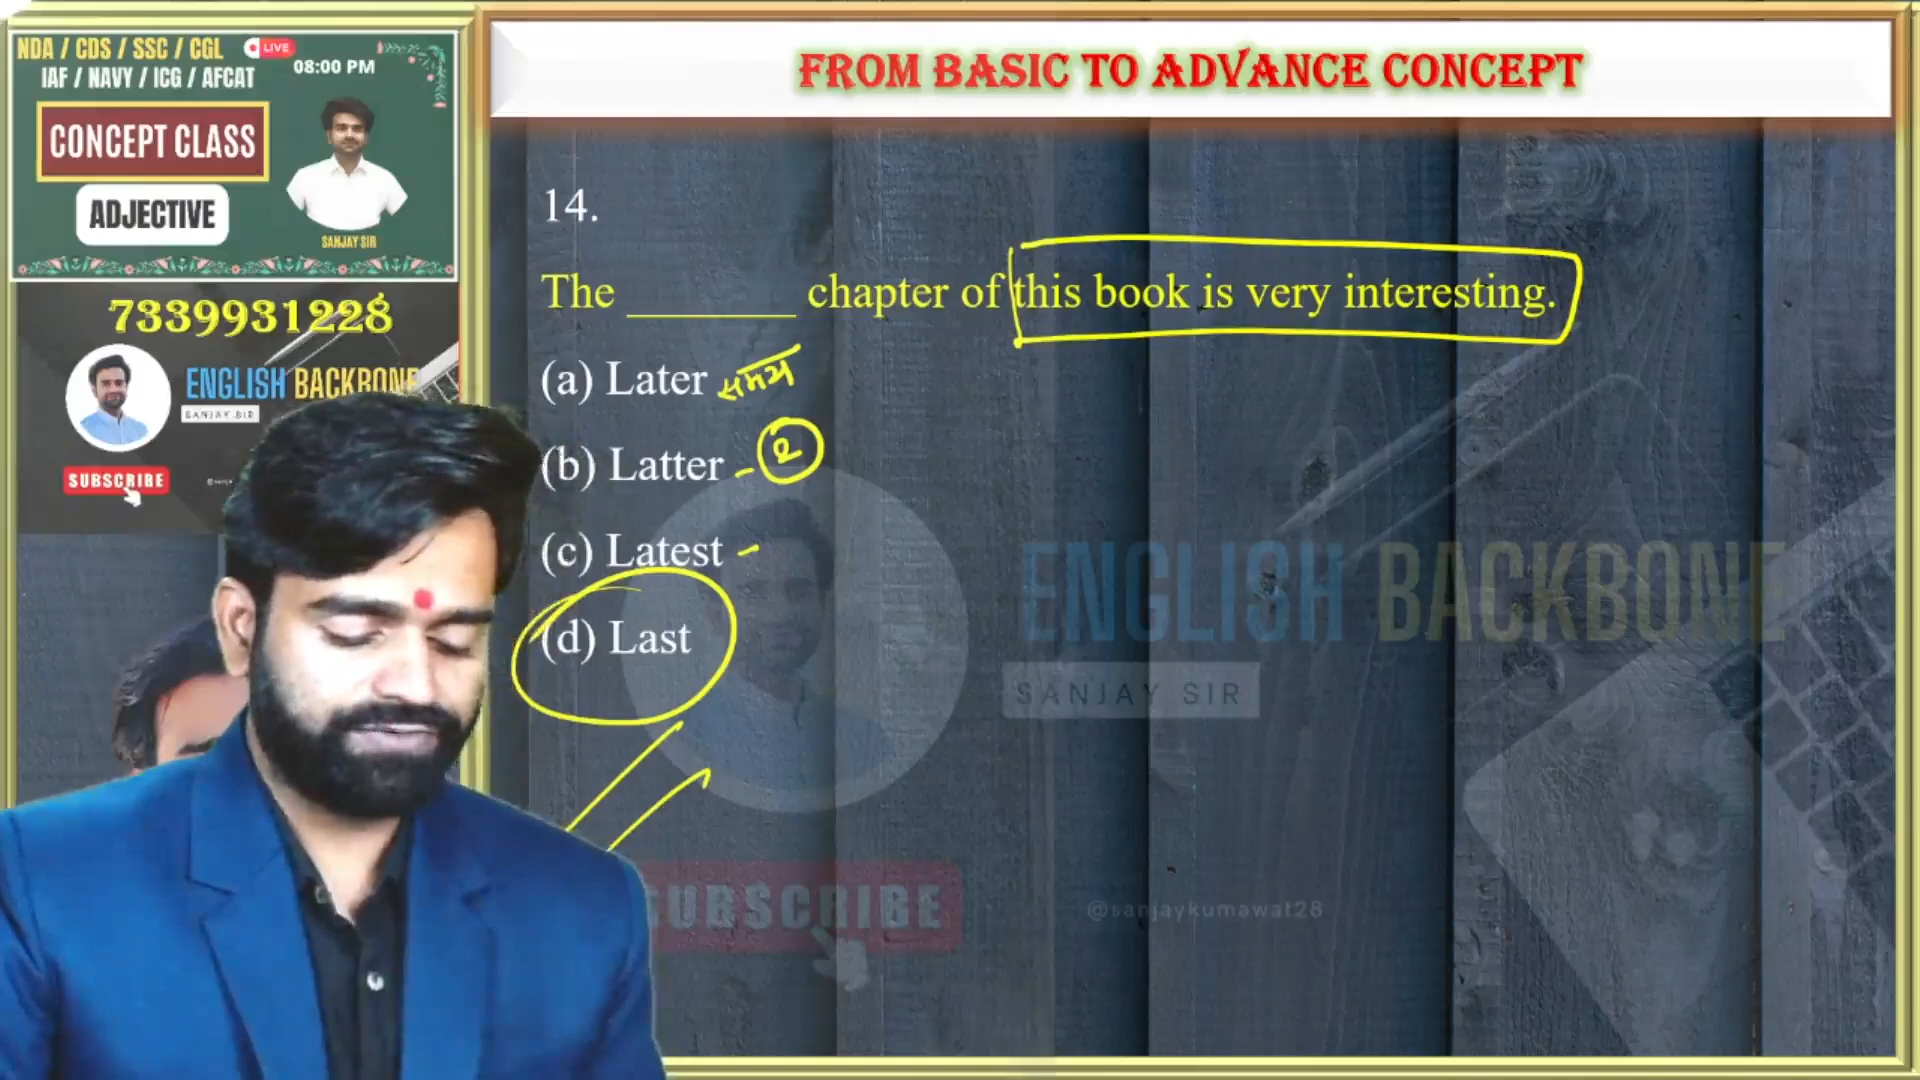 NDA / CDS / SSC / CGL
LIVE
IAF / NAVY / ICG / AFCAT
08:00 PM
CONCEPT CLASS
ADJECTIVE
SANJAY SIR
7339931228
ENGLISH BACKBONE
SANJAY SIR
SUBSCRIBE
FROM BASIC TO ADVANCE CONCEPT
14.
The _______ chapter of this book is very interesting.
(a) Later समय
(b) Latter - 2
(c) Latest -
(d) Last
ENGLISH BACKBONE
SANJAY SIR
SUBSCRIBE
@sanjaykumawat28